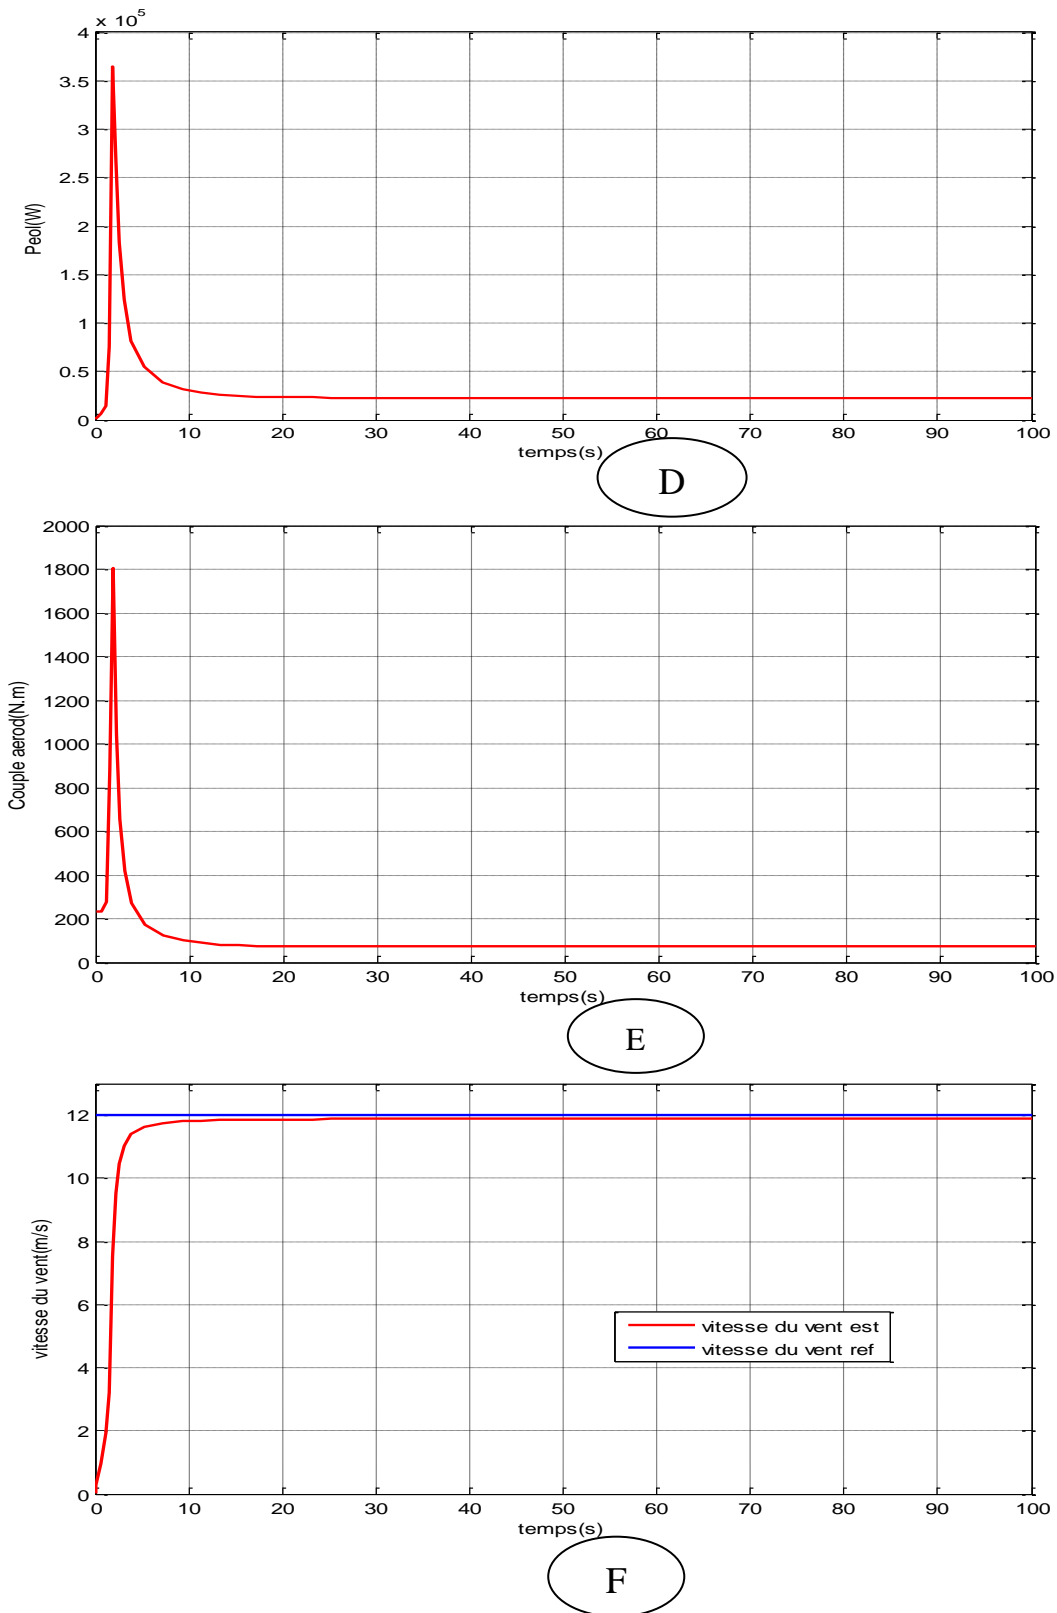 × 10⁵
4
3.5
3
2.5
2
1.5
1
0.5
0
Peol(W)
0 10 20 30 40 50 60 70 80 90 100
temps(s)
D
2000
1800
1600
1400
1200
1000
800
600
400
200
0
Couple aerod(N.m)
0 10 20 30 40 50 60 70 80 90 100
temps(s)
E
12
10
8
6
4
2
0
vitesse du vent(m/s)
vitesse du vent est
vitesse du vent ref
0 10 20 30 40 50 60 70 80 90 100
temps(s)
F